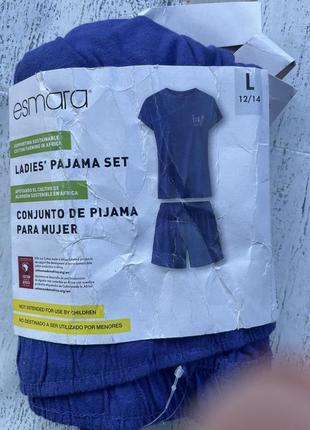 esmara®
L
12/14
SUPPORTING SUSTAINABLE
COTTON FARMING IN AFRICA
LADIES' PAJAMA SET
APOYANDO EL CULTIVO DE
ALGODÓN SOSTENIBLE EN ÁFRICA
CONJUNTO DE PIJAMA
PARA MUJER
NOT INTENDED FOR USE BY CHILDREN
NO DESTINADO A SER UTILIZADO POR MENORES